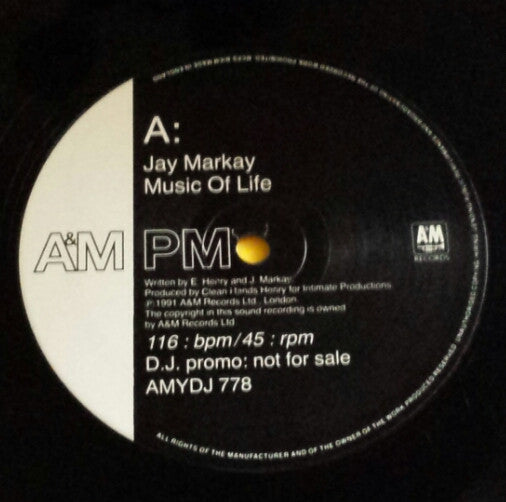 A:
Jay Markay
Music Of Life
A&M PM
A&M
RECORDS
Written by E. Henry and J. Markay
Produced by Clean Hands Henry for Intimate Productions
℗ 1991 A&M Records Ltd., London.
The copyright in this sound recording is owned
by A&M Records Ltd
116 : bpm/45 : rpm
D.J. promo: not for sale
AMYDJ 778
ALL RIGHTS OF THE MANUFACTURER AND OF THE OWNER OF THE WORK PRODUCED RESERVED